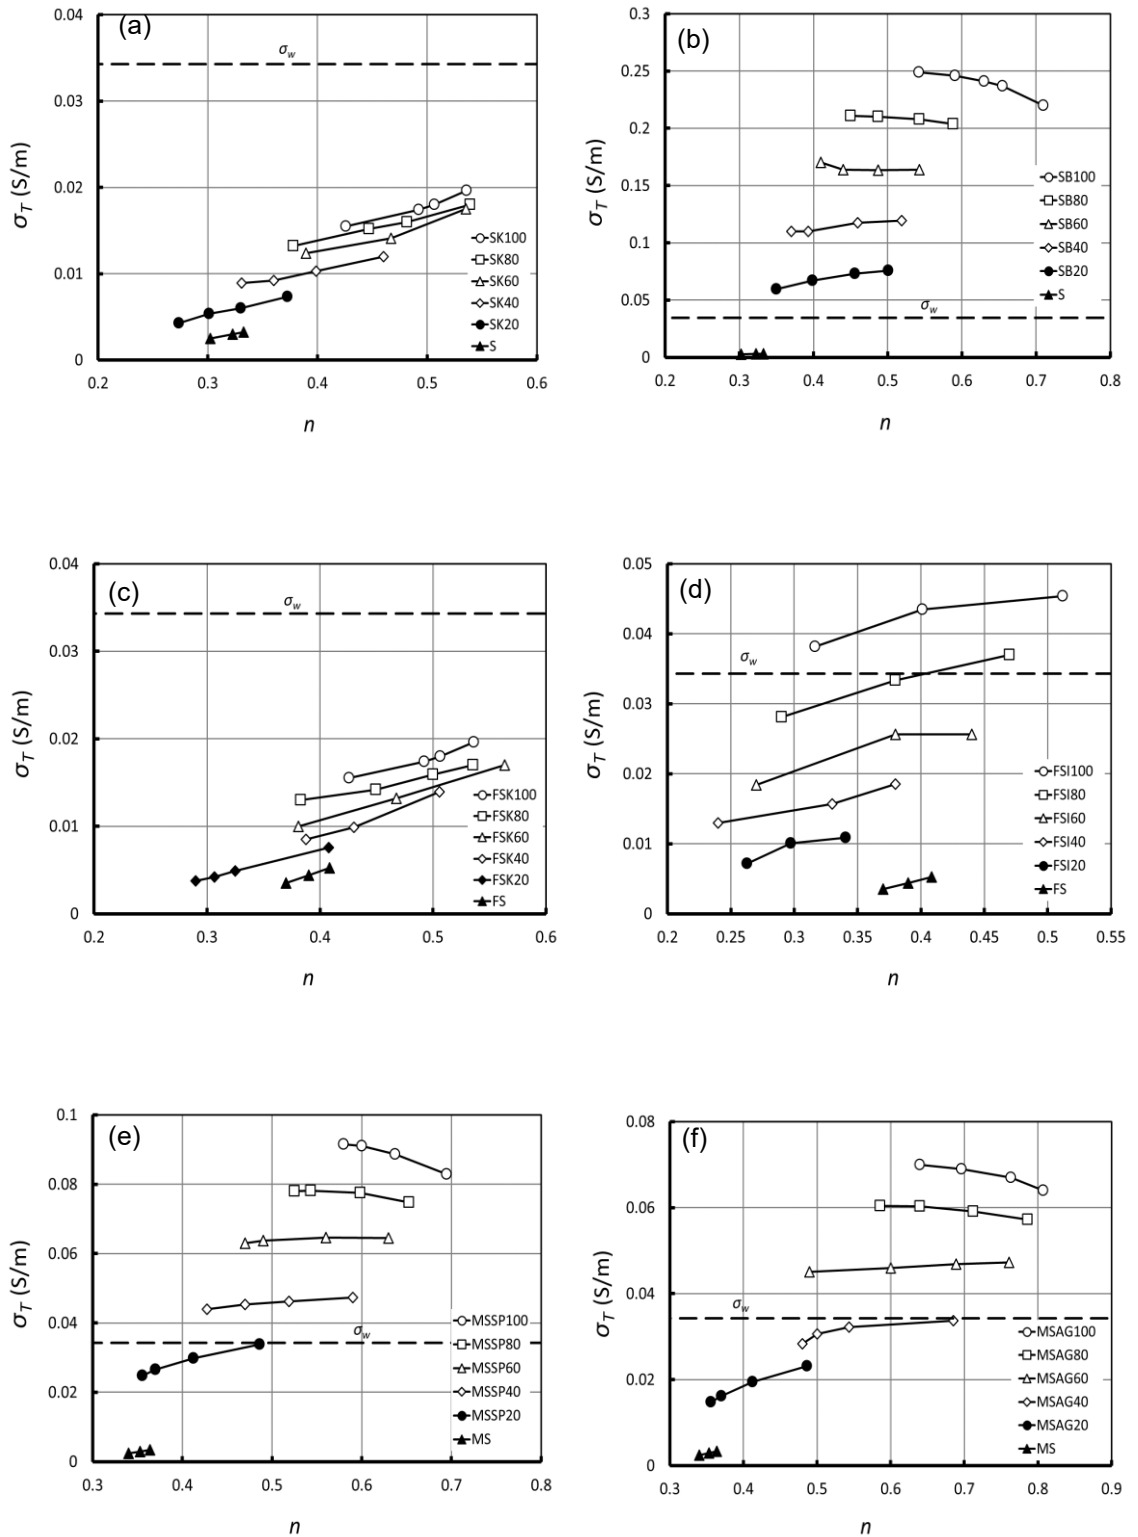 (a)
0.04
0.03
0.02
0.01
0
σw
σT (S/m)
SK100
SK80
SK60
SK40
SK20
S
0.2 0.3 0.4 0.5 0.6
n
(b)
0.3
0.25
0.2
0.15
0.1
0.05
0
σw
σT (S/m)
SB100
SB80
SB60
SB40
SB20
S
0.2 0.3 0.4 0.5 0.6 0.7 0.8
n
(c)
0.04
0.03
0.02
0.01
0
σw
σT (S/m)
FSK100
FSK80
FSK60
FSK40
FSK20
FS
0.2 0.3 0.4 0.5 0.6
n
(d)
0.05
0.04
0.03
0.02
0.01
0
σw
σT (S/m)
FSI100
FSI80
FSI60
FSI40
FSI20
FS
0.2 0.25 0.3 0.35 0.4 0.45 0.5 0.55
n
(e)
0.1
0.08
0.06
0.04
0.02
0
σw
σT (S/m)
MSSP100
MSSP80
MSSP60
MSSP40
MSSP20
MS
0.3 0.4 0.5 0.6 0.7 0.8
n
(f)
0.08
0.06
0.04
0.02
0
σw
σT (S/m)
MSAG100
MSAG80
MSAG60
MSAG40
MSAG20
MS
0.3 0.4 0.5 0.6 0.7 0.8 0.9
n